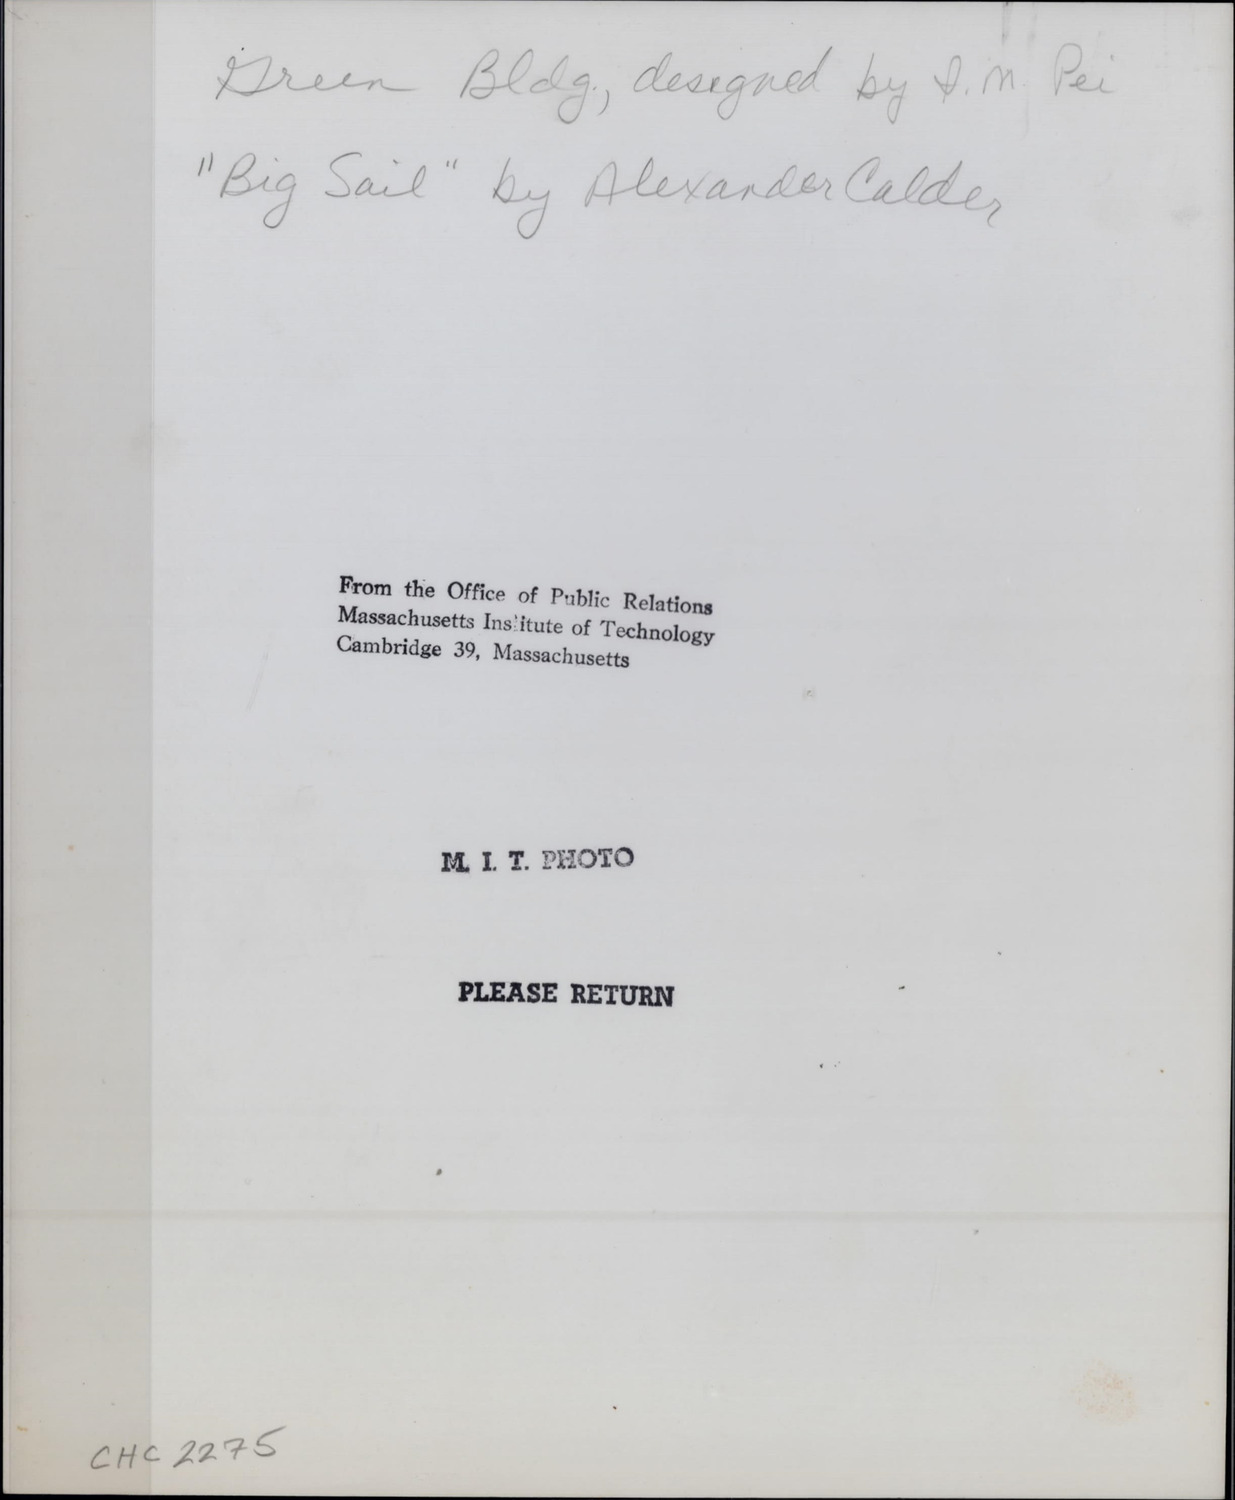 Green Bldg., designed by I. M. Pei
"Big Sail" by Alexander Calder
From the Office of Public Relations
Massachusetts Institute of Technology
Cambridge 39, Massachusetts
M. I. T. PHOTO
PLEASE RETURN
CHC 2275